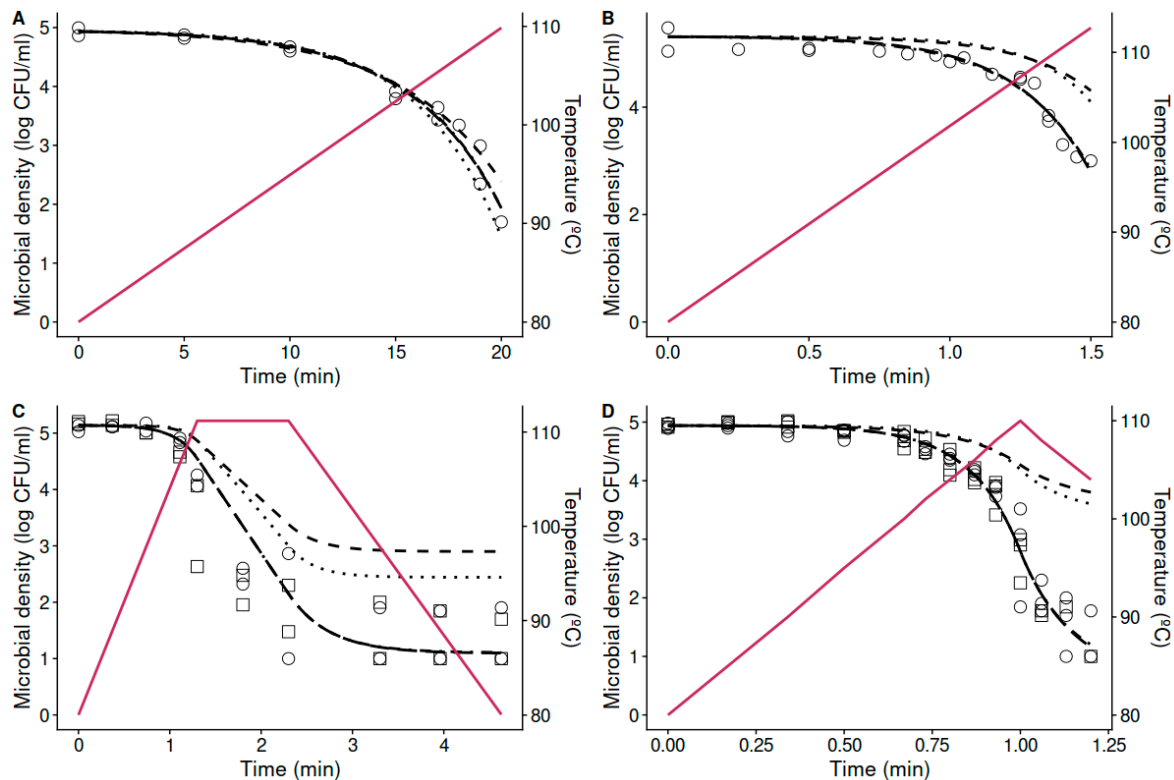 A
Microbial density (log CFU/ml)
5
4
3
2
1
0
110
100
90
80
Temperature (ºC)
0 5 10 15 20
Time (min)
B
Microbial density (log CFU/ml)
4
2
0
110
100
90
80
Temperature (ºC)
0.0 0.5 1.0 1.5
Time (min)
C
Microbial density (log CFU/ml)
5
4
3
2
1
0
110
100
90
80
Temperature (ºC)
0 1 2 3 4
Time (min)
D
Microbial density (log CFU/ml)
5
4
3
2
1
0
110
100
90
80
Temperature (ºC)
0.00 0.25 0.50 0.75 1.00 1.25
Time (min)